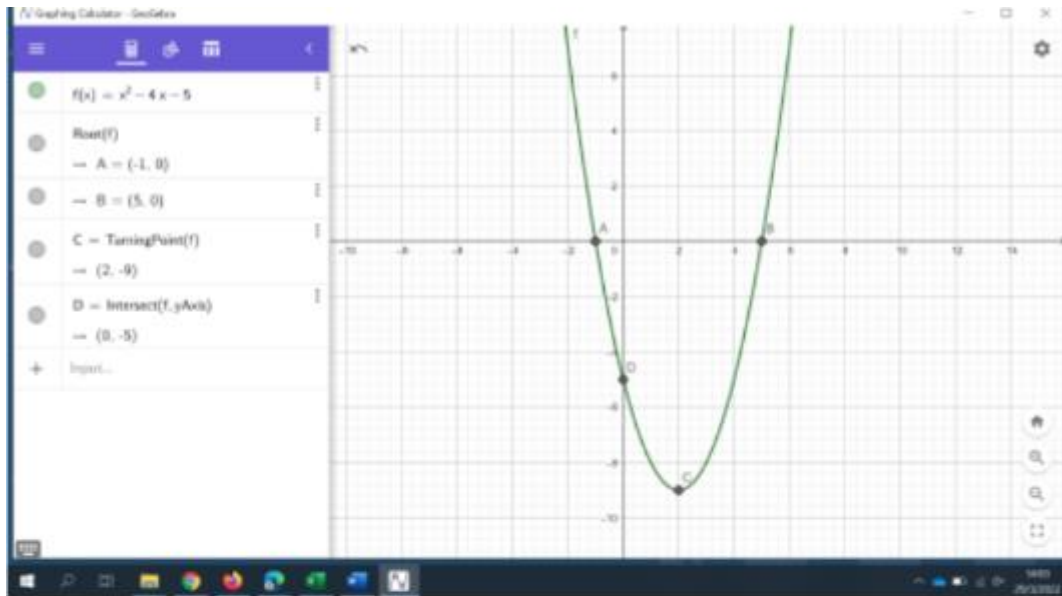 Graphing Calculator - GeoGebra
f(x) = x² − 4 x − 5
Root(f)
→ A = (-1, 0)
→ B = (5, 0)
C = TurningPoint(f)
→ (2, -9)
D = Intersect(f, yAxis)
→ (0, -5)
+ Input...
f
6
4
2
A
B
-10
-6
-4
-2
0
2
4
6
8
10
12
14
-2
-4
D
-6
-8
C
-10